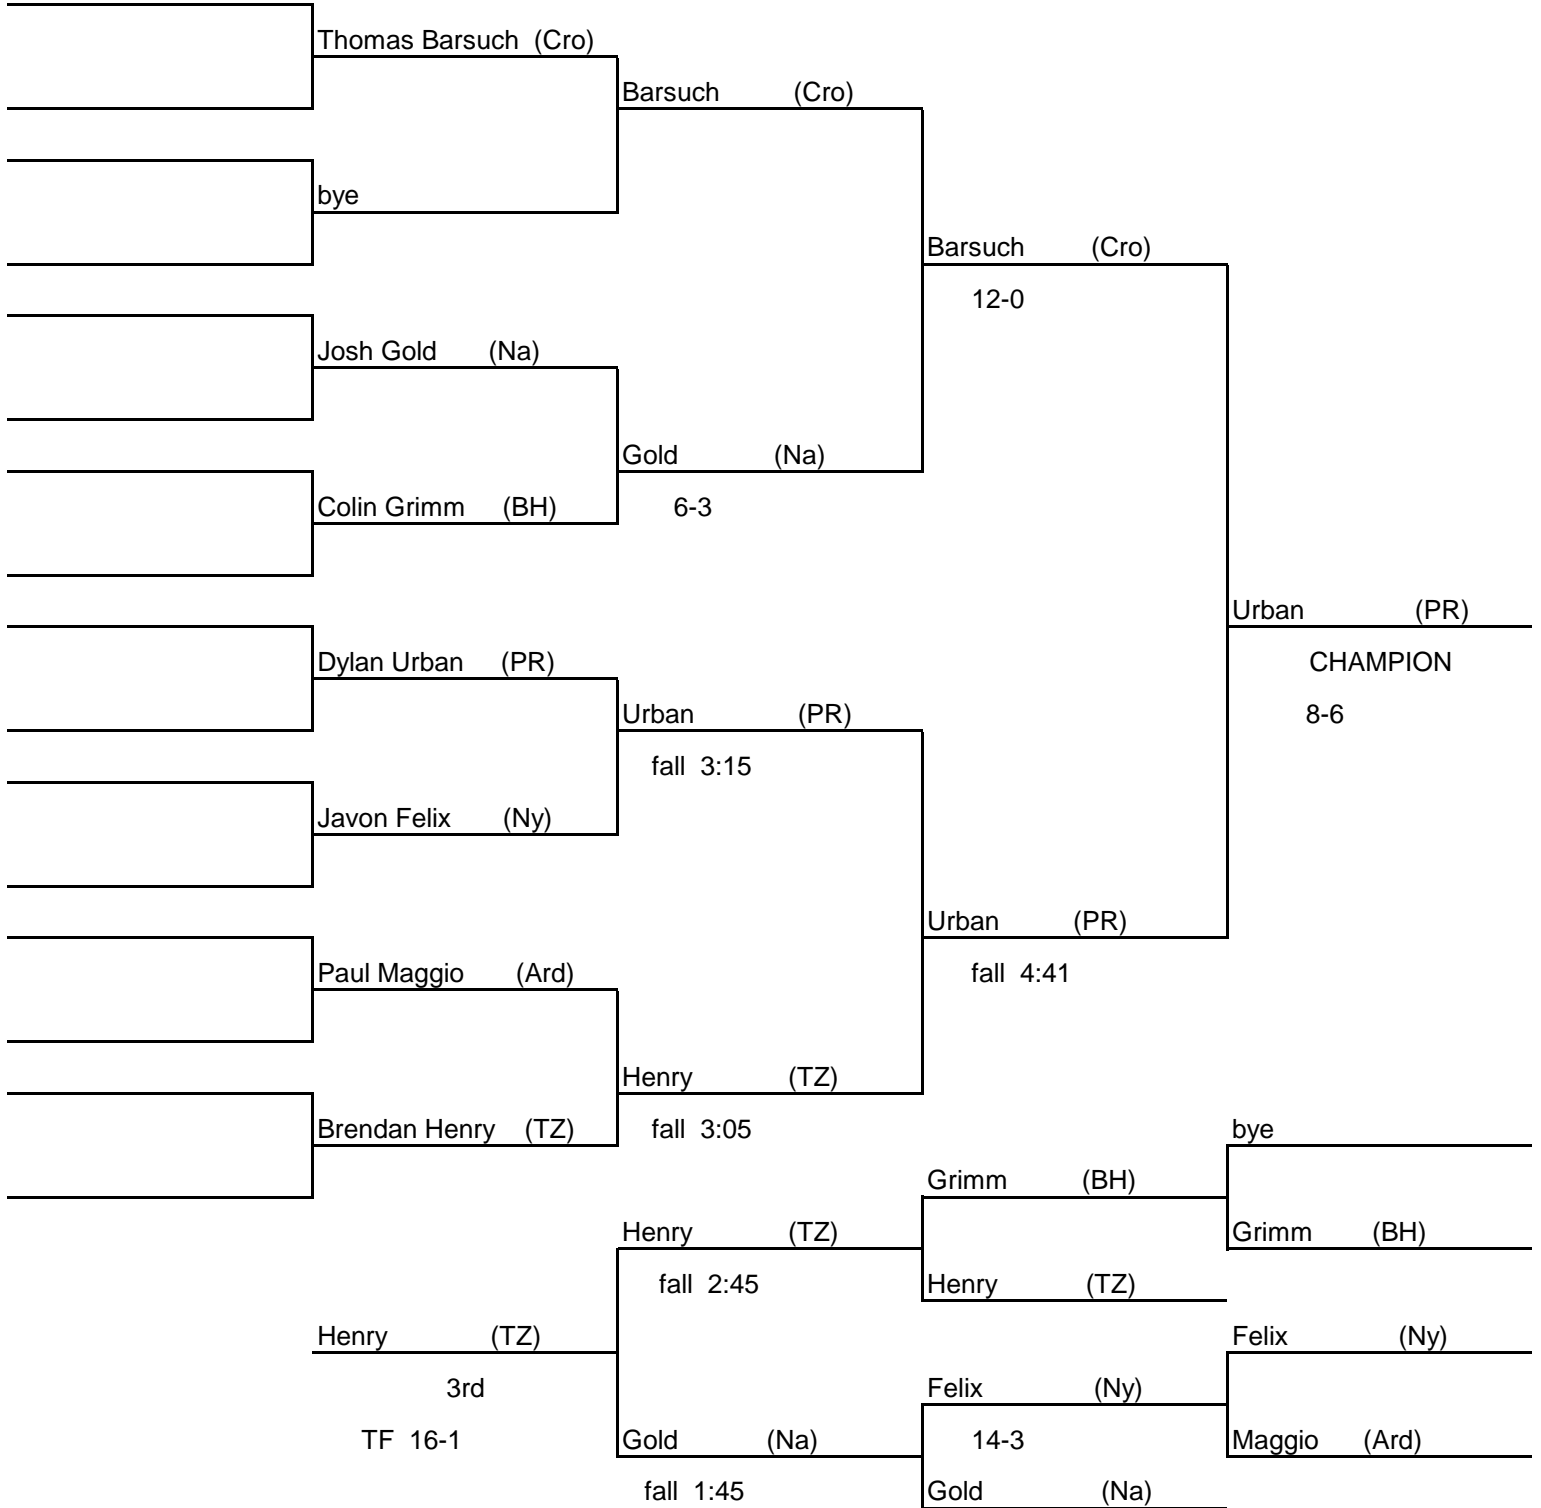 Thomas Barsuch (Cro)
Barsuch (Cro)
bye
Barsuch (Cro)
12-0
Josh Gold (Na)
Gold (Na)
Colin Grimm (BH)
6-3
Urban (PR)
Dylan Urban (PR)
CHAMPION
Urban (PR)
8-6
fall 3:15
Javon Felix (Ny)
Urban (PR)
Paul Maggio (Ard)
fall 4:41
Henry (TZ)
Brendan Henry (TZ)
fall 3:05
bye
Grimm (BH)
Henry (TZ)
Grimm (BH)
fall 2:45
Henry (TZ)
Henry (TZ)
Felix (Ny)
3rd
Felix (Ny)
TF 16-1
Gold (Na)
14-3
Maggio (Ard)
fall 1:45
Gold (Na)